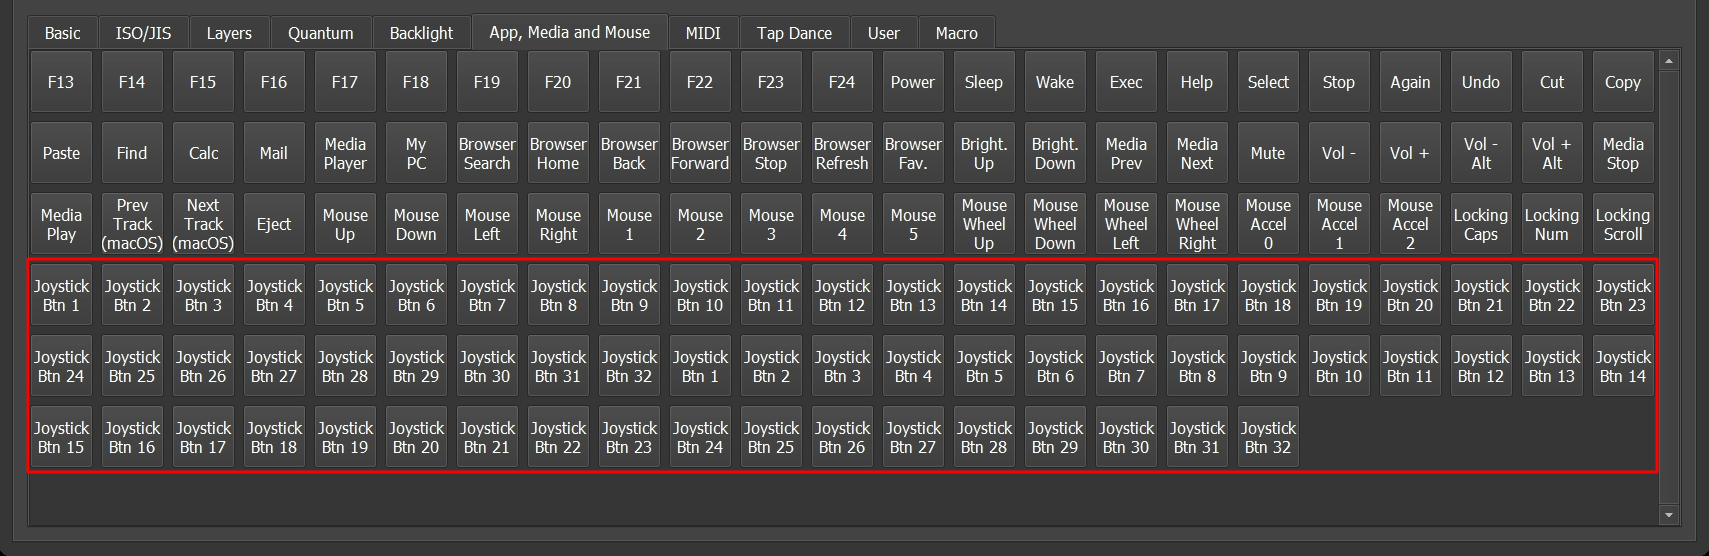 Basic ISO/JIS Layers Quantum Backlight App, Media and Mouse MIDI Tap Dance User Macro
F13 F14 F15 F16 F17 F18 F19 F20 F21 F22 F23 F24 Power Sleep Wake Exec Help Select Stop Again Undo Cut Copy
Paste
Find
Calc
Mail
Media
Player
My
PC
Browser
Search
Browser
Home
Browser
Back
Browser
Forward
Browser
Stop
Browser
Refresh
Browser
Fav.
Bright.
Up
Bright.
Down
Media
Prev
Media
Next
Mute
Vol -
Vol +
Vol -
Alt
Vol +
Alt
Media
Stop
Media
Play
Prev
Track
(macOS)
Next
Track
(macOS)
Eject
Mouse
Up
Mouse
Down
Mouse
Left
Mouse
Right
Mouse
1
Mouse
2
Mouse
3
Mouse
4
Mouse
5
Mouse
Wheel
Up
Mouse
Wheel
Down
Mouse
Wheel
Left
Mouse
Wheel
Right
Mouse
Accel
0
Mouse
Accel
1
Mouse
Accel
2
Locking
Caps
Locking
Num
Locking
Scroll
Joystick
Btn 1
Joystick
Btn 2
Joystick
Btn 3
Joystick
Btn 4
Joystick
Btn 5
Joystick
Btn 6
Joystick
Btn 7
Joystick
Btn 8
Joystick
Btn 9
Joystick
Btn 10
Joystick
Btn 11
Joystick
Btn 12
Joystick
Btn 13
Joystick
Btn 14
Joystick
Btn 15
Joystick
Btn 16
Joystick
Btn 17
Joystick
Btn 18
Joystick
Btn 19
Joystick
Btn 20
Joystick
Btn 21
Joystick
Btn 22
Joystick
Btn 23
Joystick
Btn 24
Joystick
Btn 25
Joystick
Btn 26
Joystick
Btn 27
Joystick
Btn 28
Joystick
Btn 29
Joystick
Btn 30
Joystick
Btn 31
Joystick
Btn 32
Joystick
Btn 1
Joystick
Btn 2
Joystick
Btn 3
Joystick
Btn 4
Joystick
Btn 5
Joystick
Btn 6
Joystick
Btn 7
Joystick
Btn 8
Joystick
Btn 9
Joystick
Btn 10
Joystick
Btn 11
Joystick
Btn 12
Joystick
Btn 13
Joystick
Btn 14
Joystick
Btn 15
Joystick
Btn 16
Joystick
Btn 17
Joystick
Btn 18
Joystick
Btn 19
Joystick
Btn 20
Joystick
Btn 21
Joystick
Btn 22
Joystick
Btn 23
Joystick
Btn 24
Joystick
Btn 25
Joystick
Btn 26
Joystick
Btn 27
Joystick
Btn 28
Joystick
Btn 29
Joystick
Btn 30
Joystick
Btn 31
Joystick
Btn 32